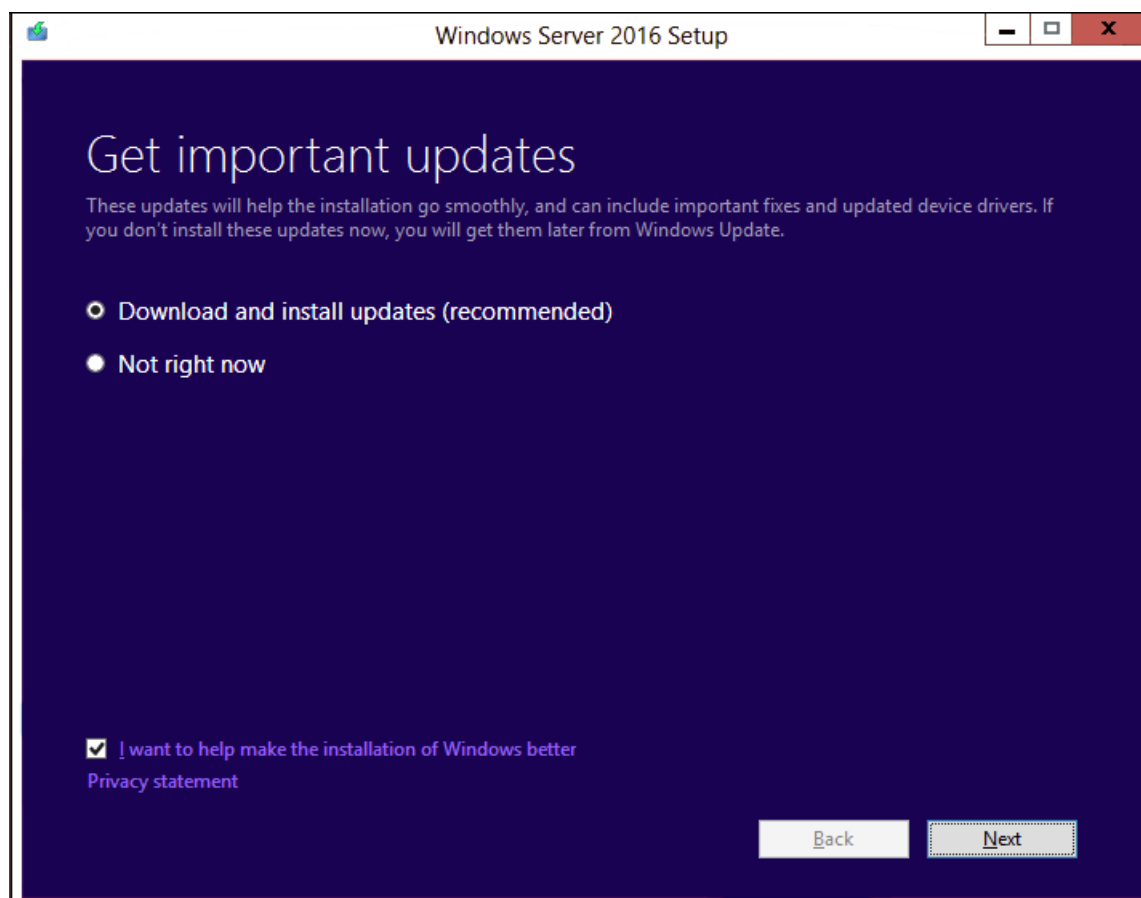 Windows Server 2016 Setup
Get important updates
These updates will help the installation go smoothly, and can include important fixes and updated device drivers. If
you don't install these updates now, you will get them later from Windows Update.
Download and install updates (recommended)
Not right now
I want to help make the installation of Windows better
Privacy statement
Back
Next